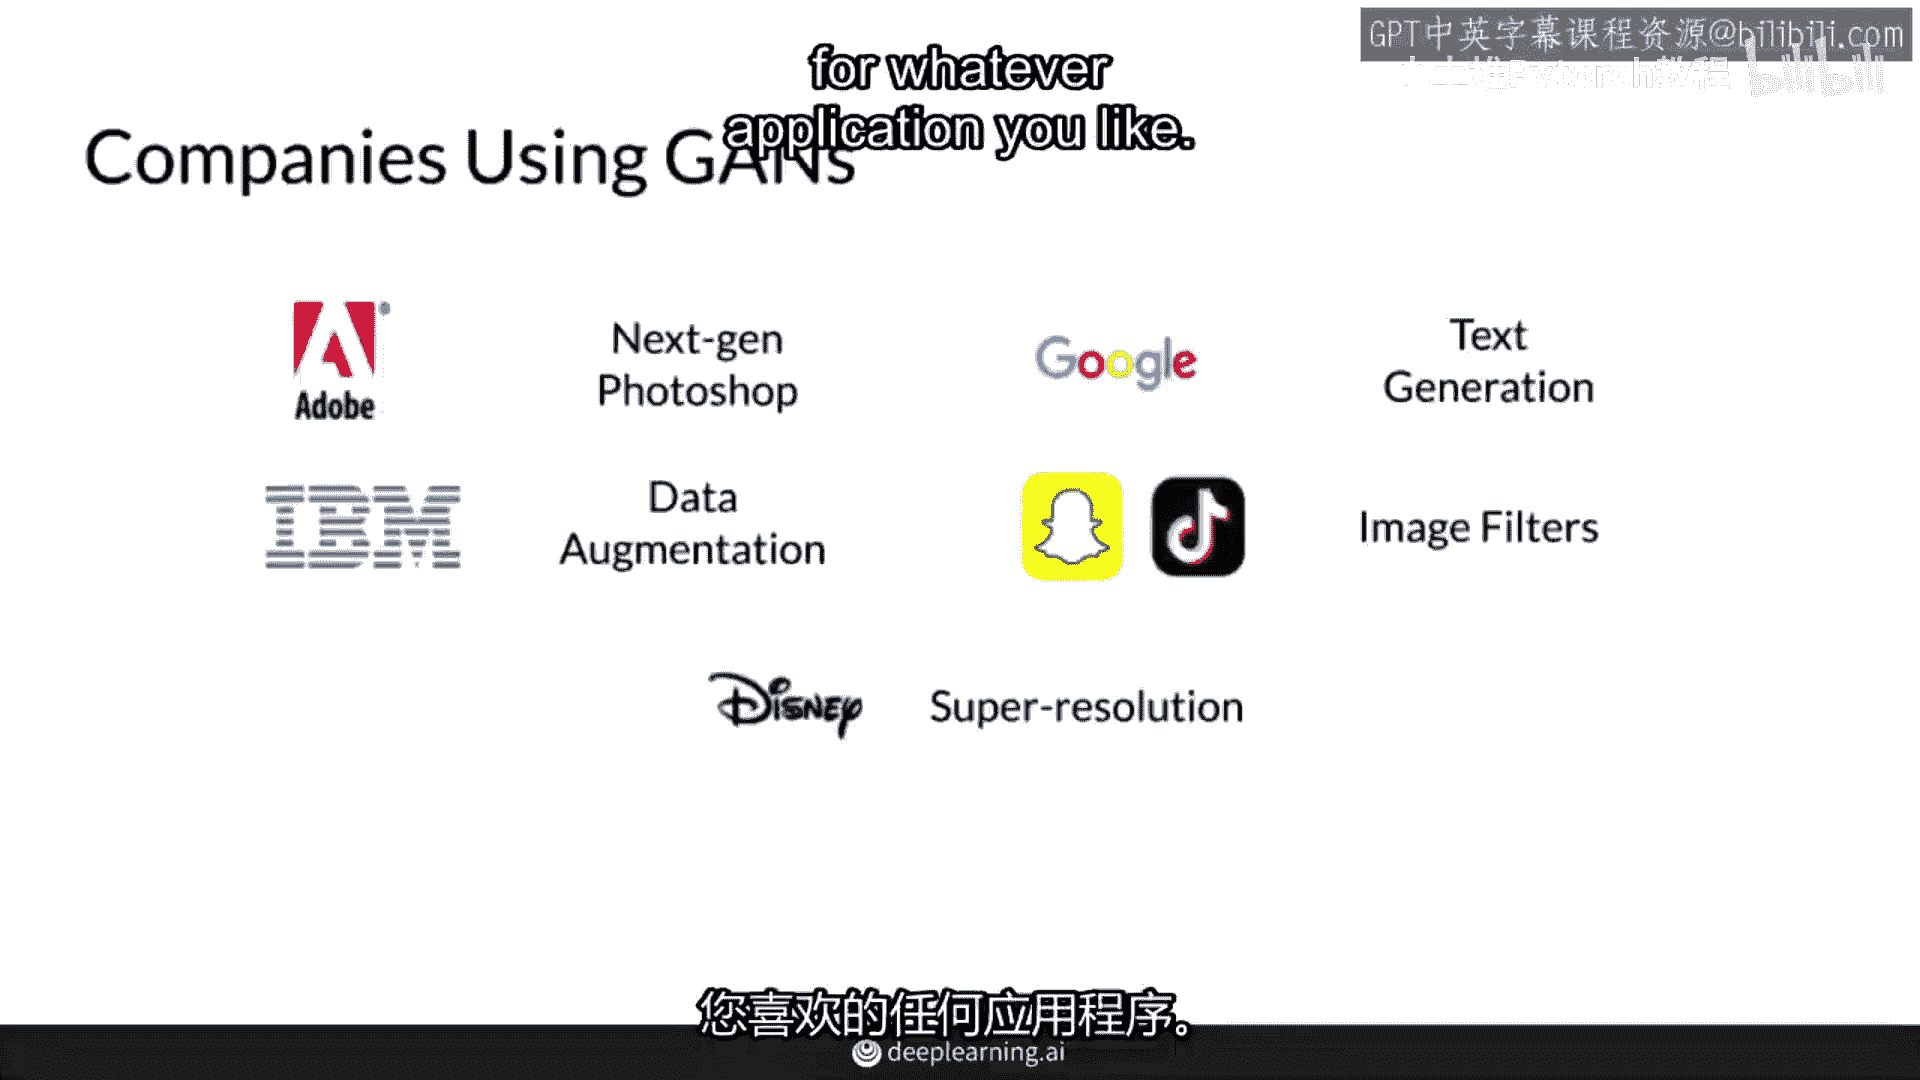 GPT中英字幕课程资源@bilibili.com
bilibili
for whatever
application you like.
Companies Using GANs
Adobe
Next-gen
Photoshop
Google
Text
Generation
IBM
Data
Augmentation
Image Filters
Disney
Super-resolution
您喜欢的任何应用程序。
deeplearning.ai